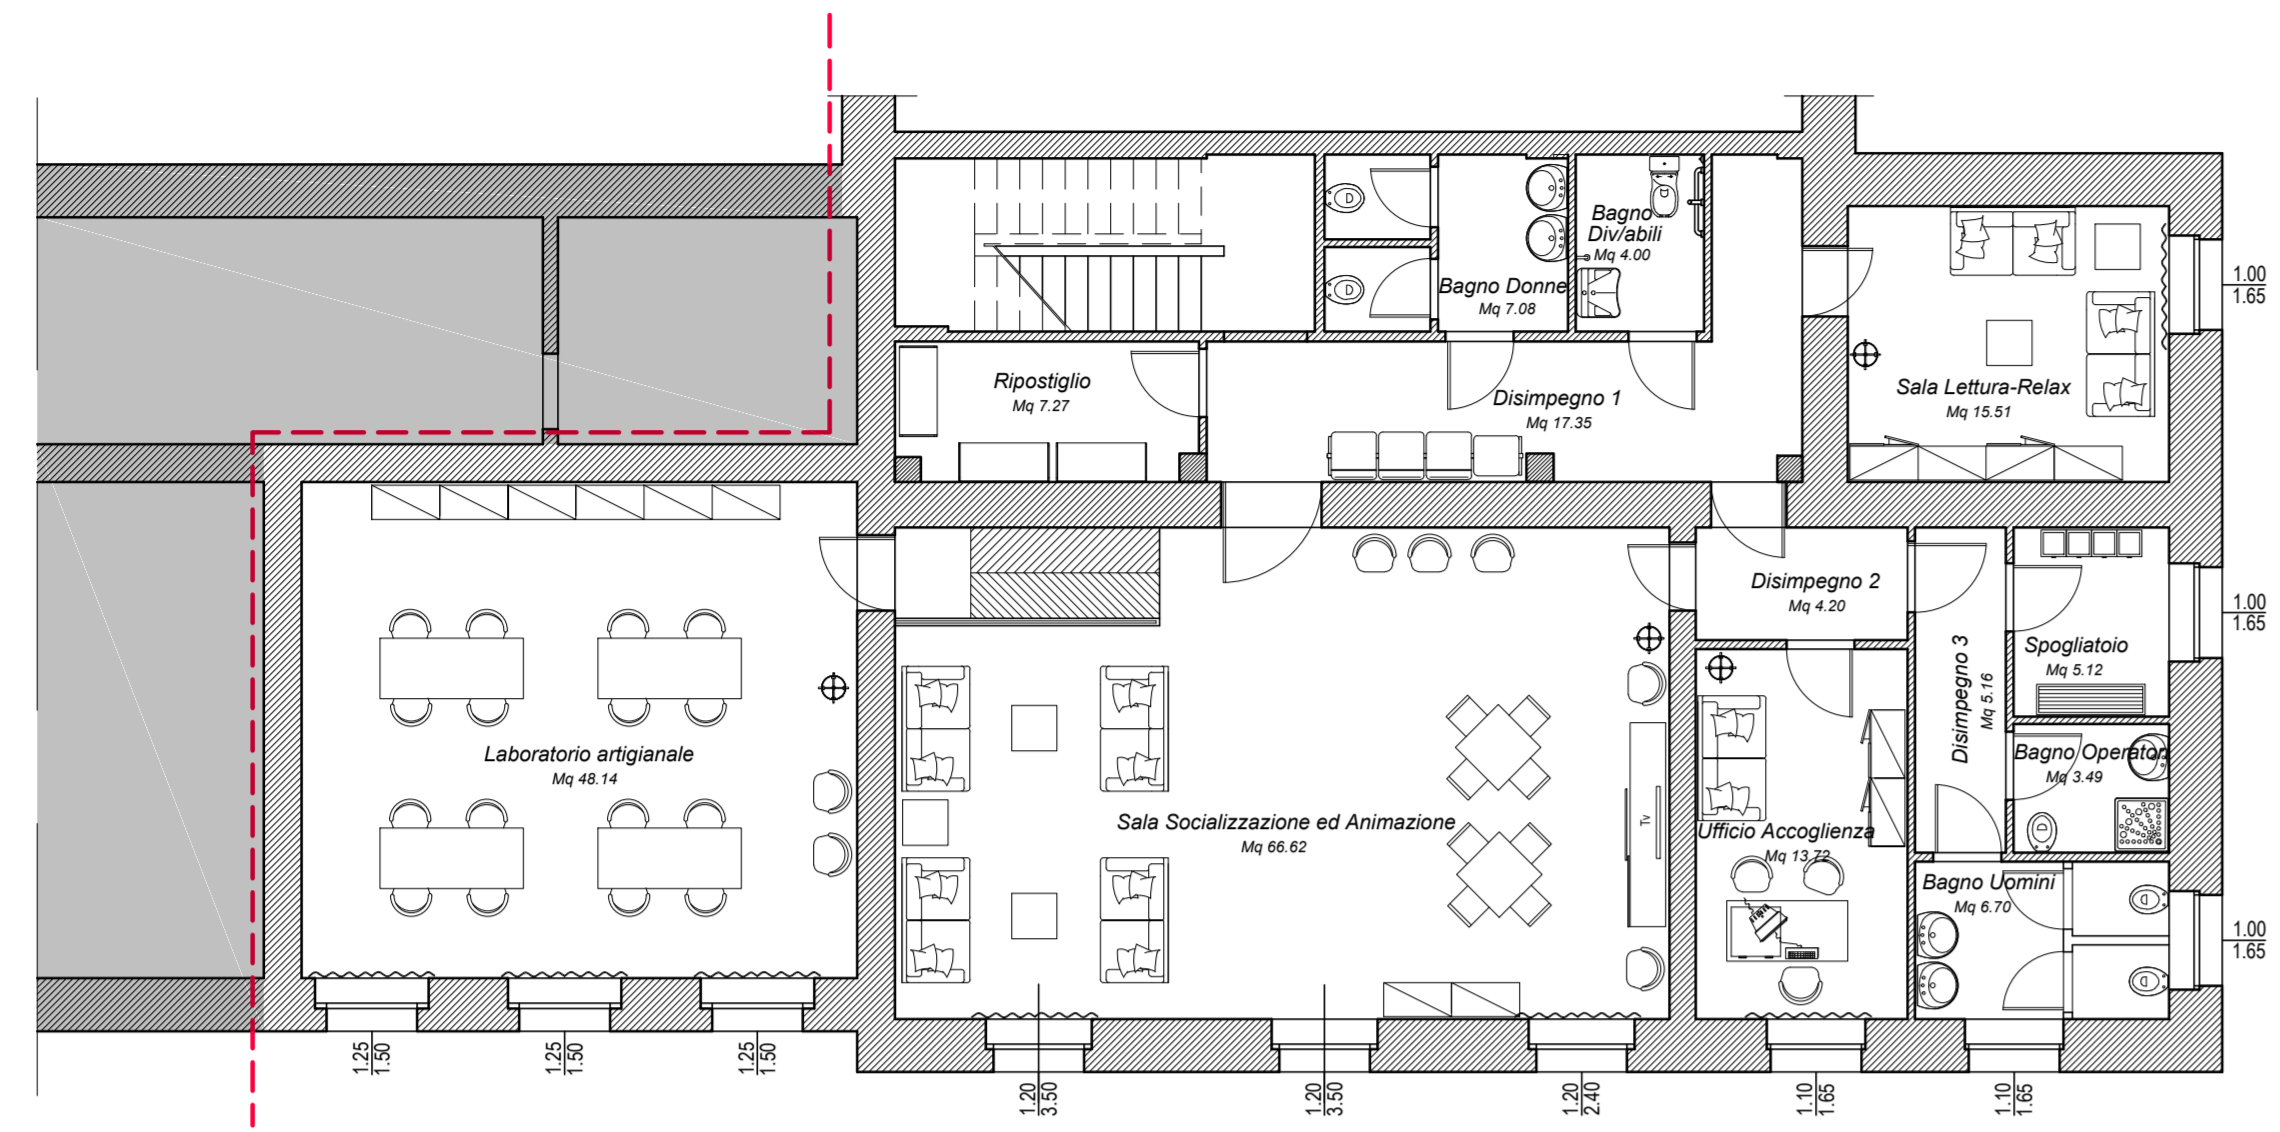 Bagno
Div/abili
Mq 4.00
Bagno Donne
Mq 7.08
1.00
1.65
Ripostiglio
Mq 7.27
Disimpegno 1
Mq 17.35
Sala Lettura-Relax
Mq 15.51
Disimpegno 2
Mq 4.20
1.00
1.65
Spogliatoio
Mq 5.12
Disimpegno 3
Mq 5.16
Laboratorio artigianale
Mq 48.14
Bagno Operatori
Mq 3.49
Sala Socializzazione ed Animazione
Mq 66.62
Tv
Ufficio Accoglienza
Mq 13.72
Bagno Uomini
Mq 6.70
1.00
1.65
1.25
1.50
1.25
1.50
1.25
1.50
1.20
3.50
1.20
3.50
1.20
2.40
1.10
1.65
1.10
1.65